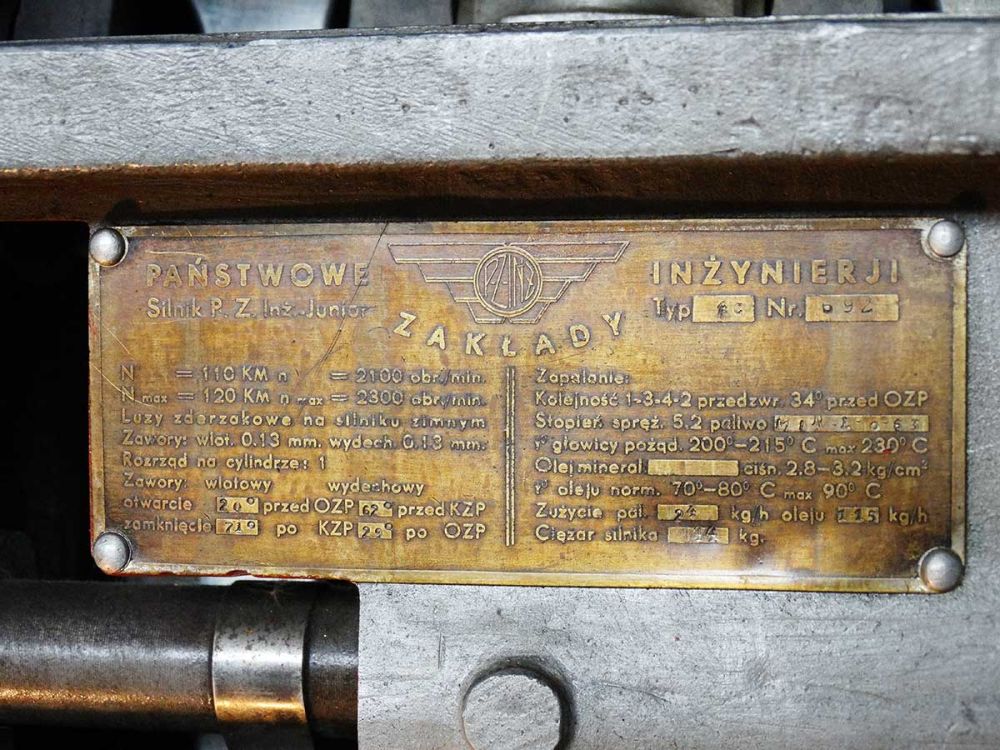 PAŃSTWOWE
ZAKŁADY
INŻYNIERJI
PZINŻ
Silnik P. Z. Inż.-Junior
Typ Nr. 692
N = 110 KM n = 2100 obr./min.
N max = 120 KM n max = 2300 obr./min.
Luzy zderzakowe na silniku zimnym
Zawory: wlot. 0.13 mm. wydech. 0.13 mm.
Rozrząd na cylindrze: 1
Zawory: wlotowy wydechowy
otwarcie 20° przed OZP 62° przed KZP
zamknięcie 71° po KZP 29° po OZP
Zapalanie:
Kolejność 1-3-4-2 przedzwr. 34° przed OZP
Stopień spręż. 5.2 paliwo
t° głowicy pożąd. 200°–215° C max 230° C
Olej mineral. ciśn. 2.8–3.2 kg/cm²
t° oleju norm. 70°–80° C max 90° C
Zużycie pal. 24 kg/h oleju kg/h
Ciężar silnika kg.